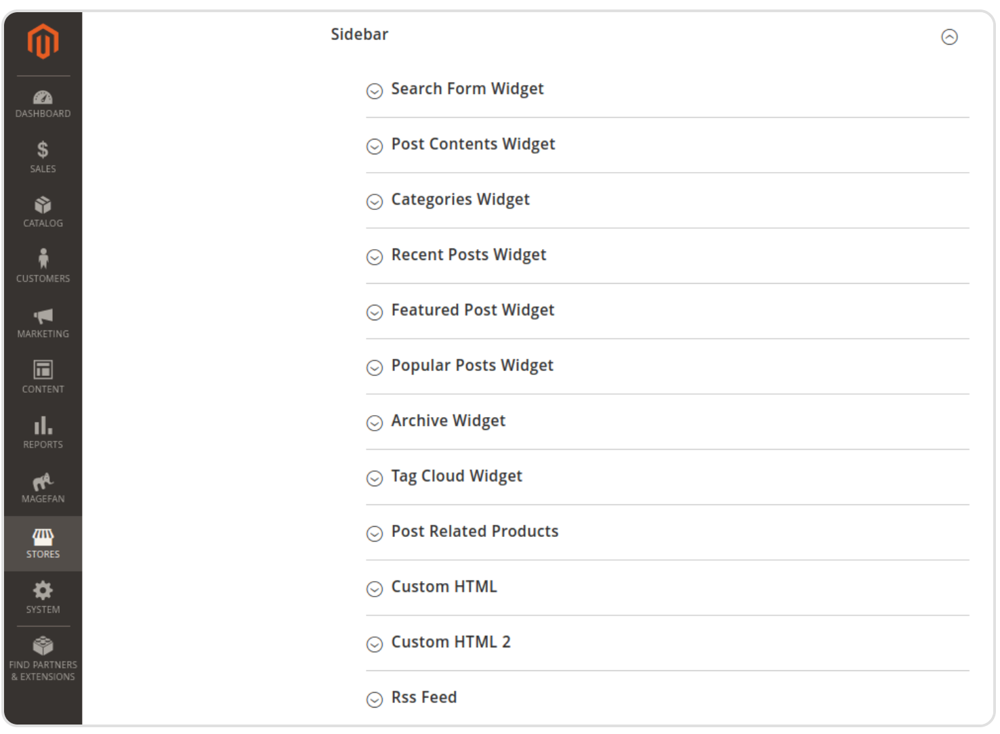 DASHBOARD
SALES
CATALOG
CUSTOMERS
MARKETING
CONTENT
REPORTS
MAGEFAN
STORES
SYSTEM
FIND PARTNERS
& EXTENSIONS
Sidebar
Search Form Widget
Post Contents Widget
Categories Widget
Recent Posts Widget
Featured Post Widget
Popular Posts Widget
Archive Widget
Tag Cloud Widget
Post Related Products
Custom HTML
Custom HTML 2
Rss Feed